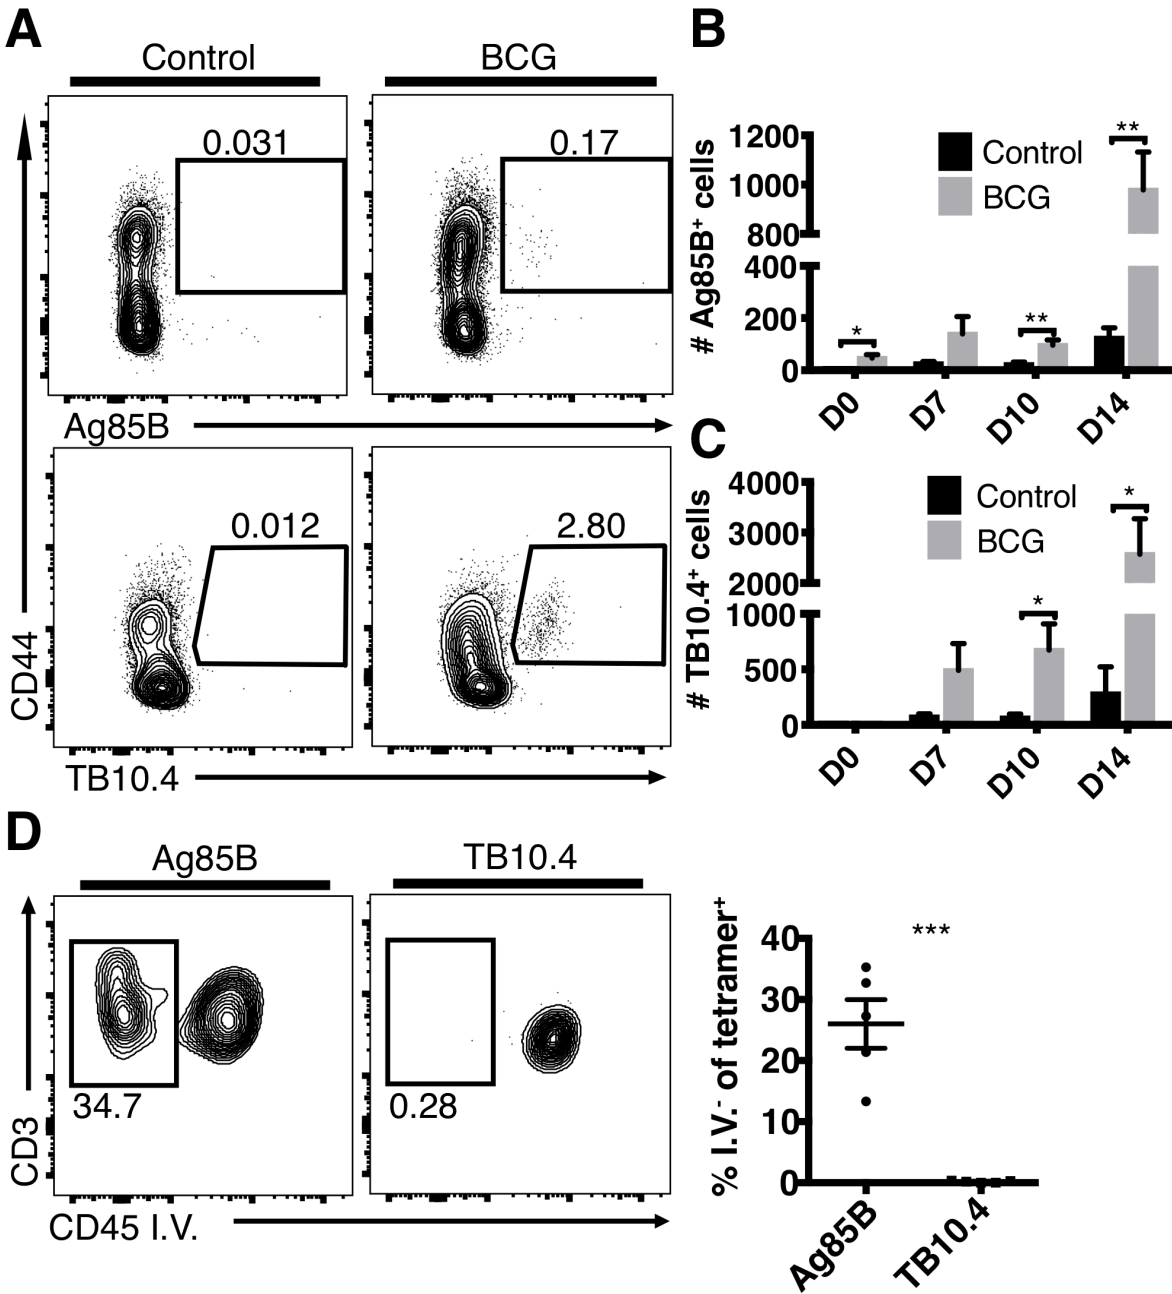 A
Control
BCG
0.031
0.17
Ag85B
0.012
2.80
CD44
TB10.4
B
# Ag85B+ cells
1200
1000
800
400
200
0
Control
BCG
*
**
**
D0
D7
D10
D14
C
# TB10.4+ cells
4000
3000
2000
1000
500
0
Control
BCG
*
*
D0
D7
D10
D14
D
Ag85B
TB10.4
34.7
0.28
CD3
CD45 I.V.
% I.V.- of tetramer+
40
30
20
10
0
***
Ag85B
TB10.4